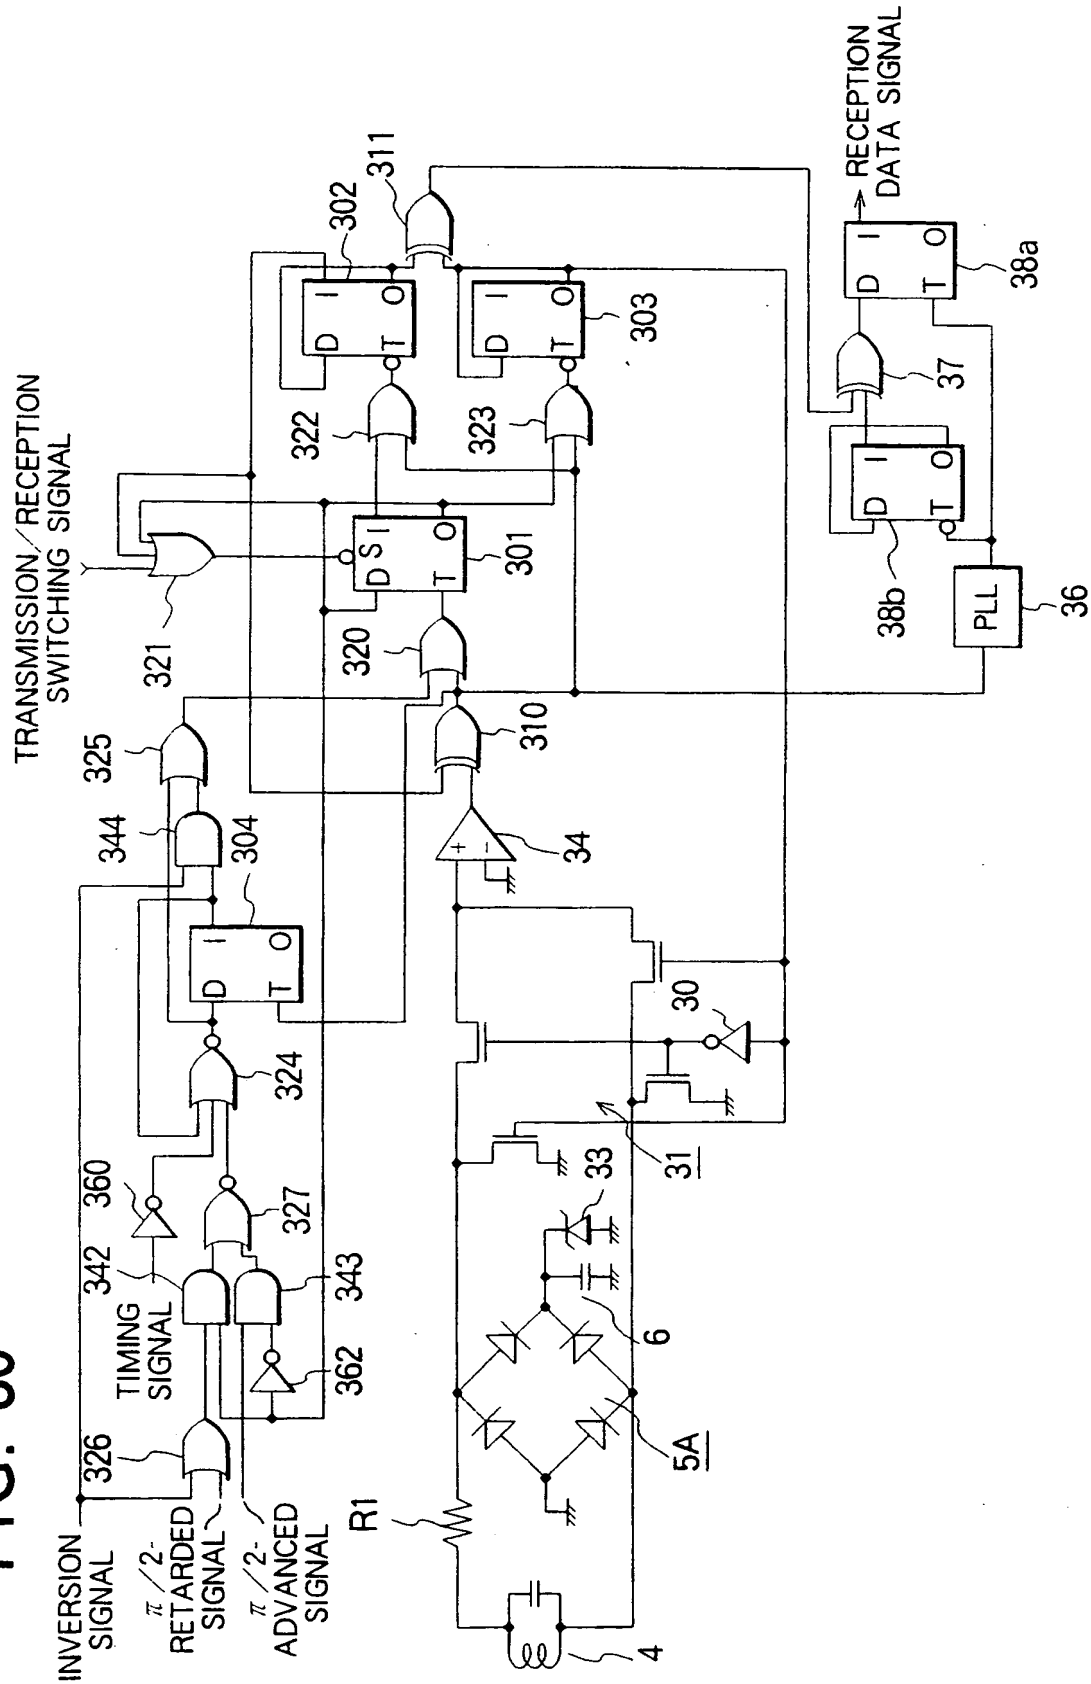 TRANSMISSION/RECEPTION
SWITCHING SIGNAL
INVERSION
SIGNAL
π/2-
RETARDED
SIGNAL
π/2-
ADVANCED
SIGNAL
TIMING
SIGNAL
326
342
360
362
343
327
324
D
I
T
O
304
344
325
321
320
D
S
I
T
O
301
322
323
D
I
T
O
302
D
I
T
O
303
311
310
+
-
34
R1
4
5A
6
33
31
30
PLL
36
D
I
T
O
38b
37
D
I
T
O
38a
RECEPTION
DATA SIGNAL